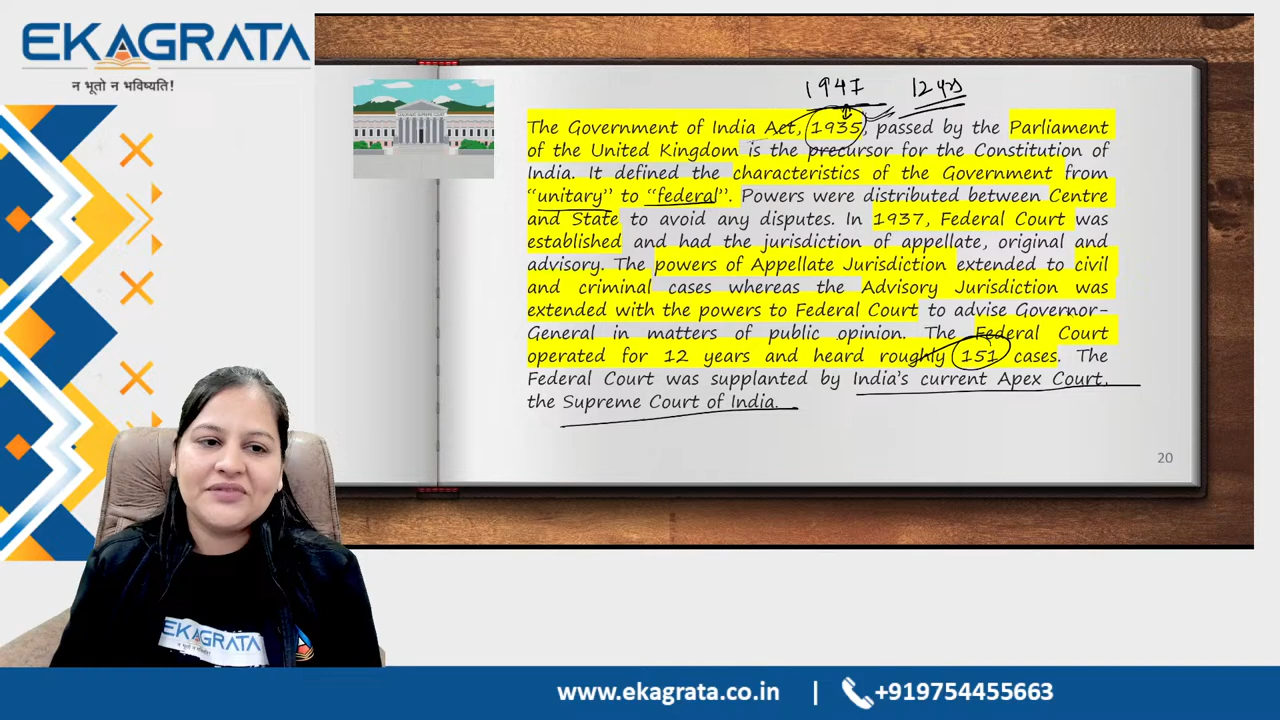 EKAGRATA
न भूतो न भविष्यति!
1947 12 yrs
The Government of India Act, 1935, passed by the Parliament
of the United Kingdom is the precursor for the Constitution of
India. It defined the characteristics of the Government from
“unitary” to “federal”. Powers were distributed between Centre
and State to avoid any disputes. In 1937, Federal Court was
established and had the jurisdiction of appellate, original and
advisory. The powers of Appellate Jurisdiction extended to civil
and criminal cases whereas the Advisory Jurisdiction was
extended with the powers to Federal Court to advise Governor-
General in matters of public opinion. The Federal Court
operated for 12 years and heard roughly 151 cases. The
Federal Court was supplanted by India's current Apex Court,
the Supreme Court of India.
20
EKAGRATA
न भूतो न भविष्यति!
www.ekagrata.co.in | +919754455663